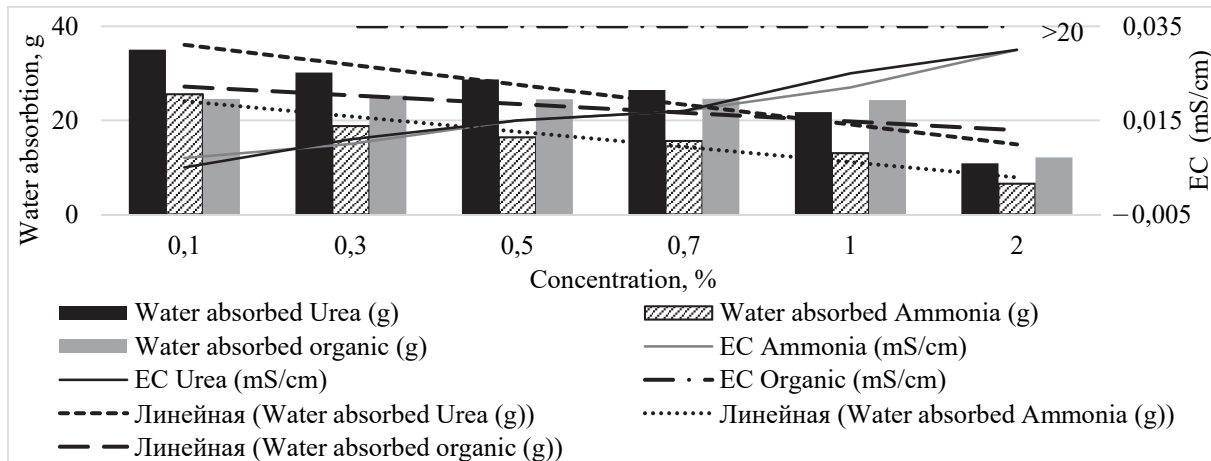 Water absorbtion, g
40
20
0
0,035
0,015
−0,005
EC (mS/cm)
>20
0,1 0,3 0,5 0,7 1 2
Concentration, %
Water absorbed Urea (g)
Water absorbed Ammonia (g)
Water absorbed organic (g)
EC Ammonia (mS/cm)
EC Urea (mS/cm)
EC Organic (mS/cm)
Линейная (Water absorbed Urea (g))
Линейная (Water absorbed Ammonia (g))
Линейная (Water absorbed organic (g))